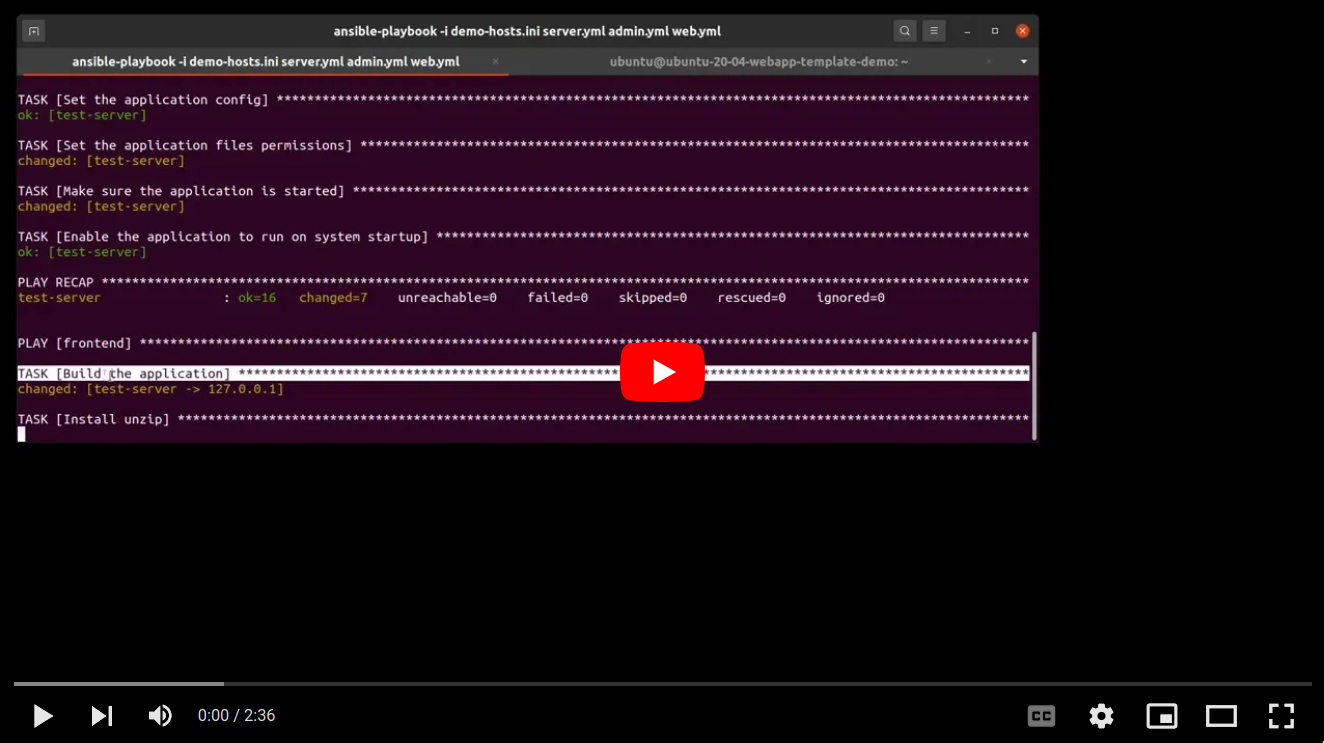 ansible-playbook -i demo-hosts.ini server.yml admin.yml web.yml
ansible-playbook -i demo-hosts.ini server.yml admin.yml web.yml × ubuntu@ubuntu-20-04-webapp-template-demo: ~ ×
TASK [Set the application config] ***************************************************************************************************
ok: [test-server]
TASK [Set the application files permissions] ****************************************************************************************
changed: [test-server]
TASK [Make sure the application is started] *****************************************************************************************
changed: [test-server]
TASK [Enable the application to run on system startup] ******************************************************************************
ok: [test-server]
PLAY RECAP **************************************************************************************************************************
test-server : ok=16 changed=7 unreachable=0 failed=0 skipped=0 rescued=0 ignored=0
PLAY [frontend] *********************************************************************************************************************
TASK [Build the application] ********************************************************************************************************
changed: [test-server -> 127.0.0.1]
TASK [Install unzip] ****************************************************************************************************************
0:00 / 2:36 CC